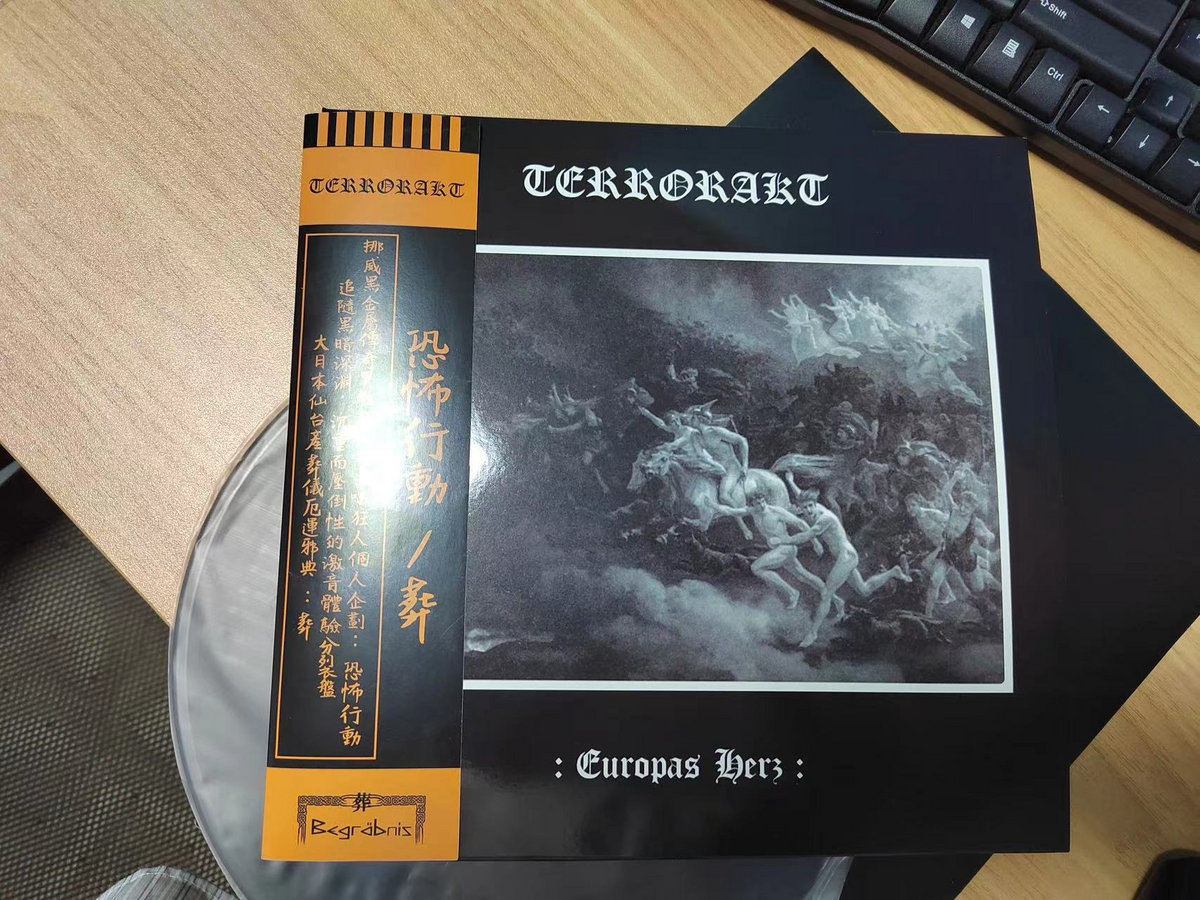 TERRORAKT
挪威黑金屬傳奇
狂人個人企劃：恐怖行動
追隨黑暗深淵
而壓倒性的激音體驗分裂盤
大日本仙台產葬儀厄運邪典：葬
恐怖行動／葬
葬
Begräbnis
TERRORAKT
: Europas Herz :
Shift
Ctrl